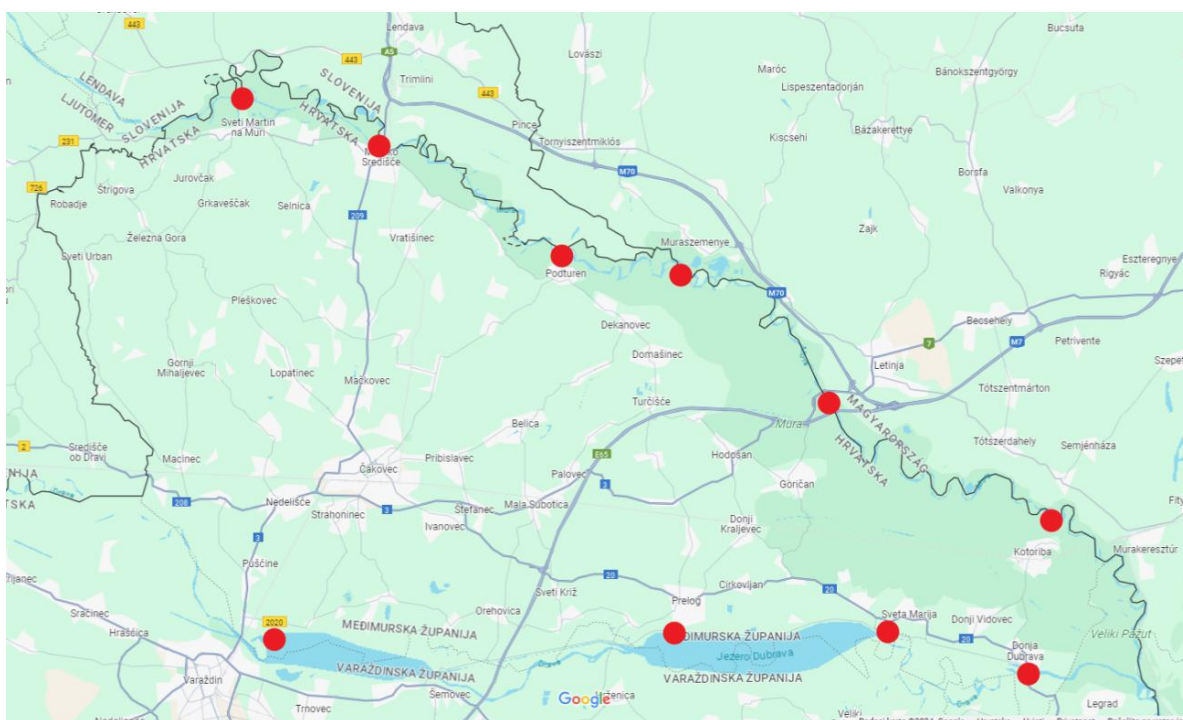 443
Lendava
Bucsuta
A5
443
Lovászi
LENDAVA
LJUTOMER
SLOVENIJA
Trimlini
Maróc
Bánokszentgyörgy
Lispeszentadorján
443
SLOVENIJA
HRVATSKA
Sveti Martin
na Muri
HRVATSKA
Pince
Tornyiszentmiklós
Kiscseni
Bázakerettye
231
Središće
M70
Borsfa
726
Robadje
Štrigova
Jurovčak
Grkaveščak
Selnica
209
Vratišinec
Valkonya
Železna Gora
Sveti Urban
Muraszemenye
Zajk
Podturen
Eszteregnye
Rigyác
Pleškovec
M70
Dekanovec
Becsehely
7
M7
Petrivente
Domašinec
Letinja
Gornji
Mihaljevec
Lopatinec
Mačkovec
Turčišće
Tótszentmárton
MAGYARORSZÁG
HRVATSKA
Mura
Belica
2
Središče
ob Dravi
Macinec
Čakovec
Pribislavec
E65
Palovec
Hodošan
3
Tótszerdahely
Semjénháza
208
Nedelišće
Strahoninec
3
Štefanec
Ivanovec
Mala Subotica
Goričan
Donji
Kraljevec
3
Pušćine
20
Kotoriba
Murakeresztúr
Sveti Križ
Cirkovljan
20
Sračinec
Hrašćica
2020
Orehovica
Prelog
Sveta Marija
Donji Vidovec
20
MEĐIMURSKA ŽUPANIJA
MEĐIMURSKA ŽUPANIJA
Donja
Dubrava
Veliki Pažut
VARAŽDINSKA ŽUPANIJA
Jezero Dubrava
VARAŽDINSKA ŽUPANIJA
Varaždin
Šemovec
Trnovec
Google
Legrad
Veliki